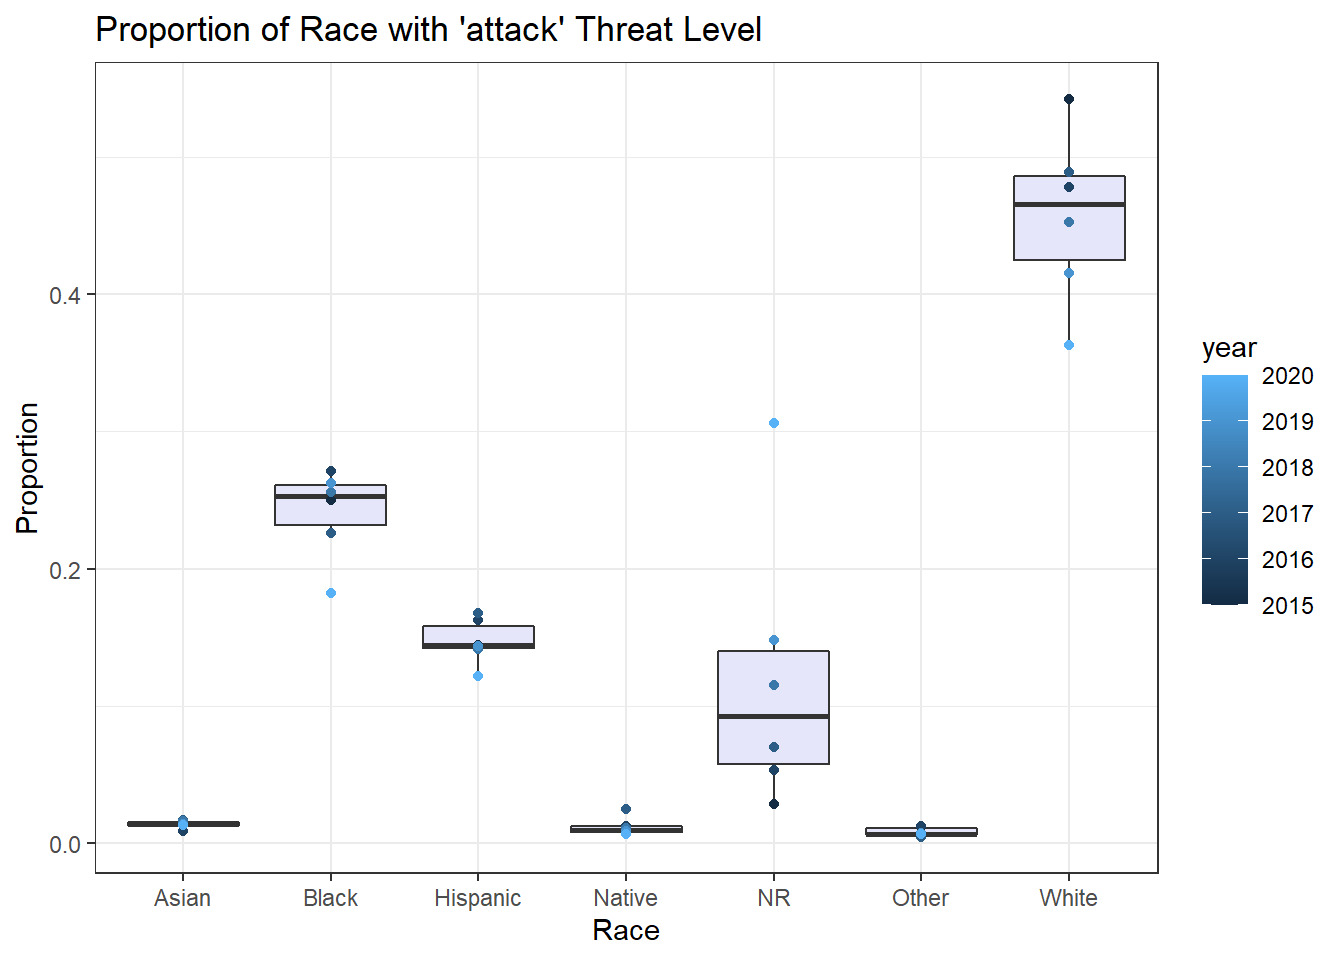 Proportion of Race with 'attack' Threat Level
Proportion
0.4
0.2
0.0
Asian Black Hispanic Native NR Other White
Race
year
2020
2019
2018
2017
2016
2015